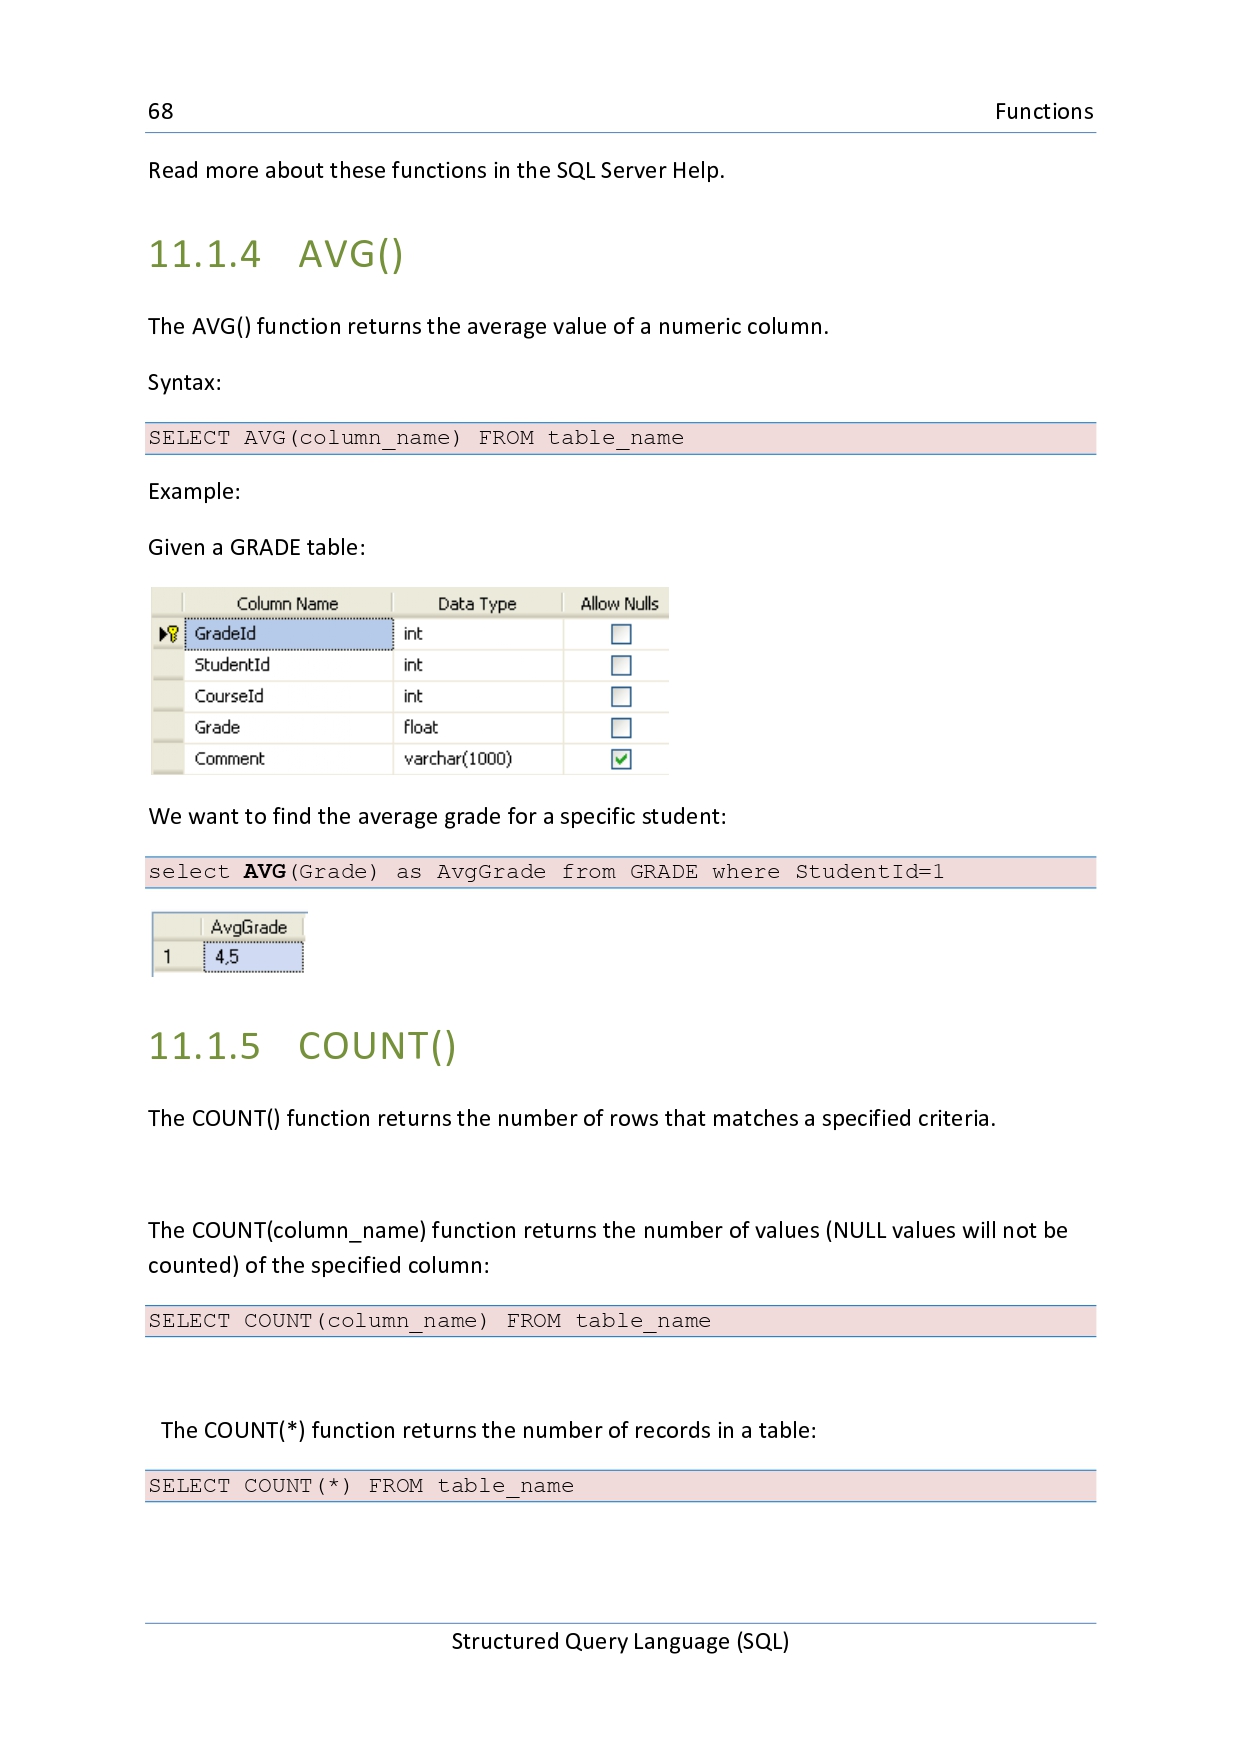 68 Functions
Read more about these functions in the SQL Server Help.
11.1.4 AVG()
The AVG() function returns the average value of a numeric column.
Syntax:
SELECT AVG(column_name) FROM table_name
Example:
Given a GRADE table:
Column Name Data Type Allow Nulls
GradeId int
StudentId int
CourseId int
Grade float
Comment varchar(1000)
We want to find the average grade for a specific student:
select AVG(Grade) as AvgGrade from GRADE where StudentId=1
AvgGrade
1 4,5
11.1.5 COUNT()
The COUNT() function returns the number of rows that matches a specified criteria.
The COUNT(column_name) function returns the number of values (NULL values will not be
counted) of the specified column:
SELECT COUNT(column_name) FROM table_name
The COUNT(*) function returns the number of records in a table:
SELECT COUNT(*) FROM table_name
Structured Query Language (SQL)